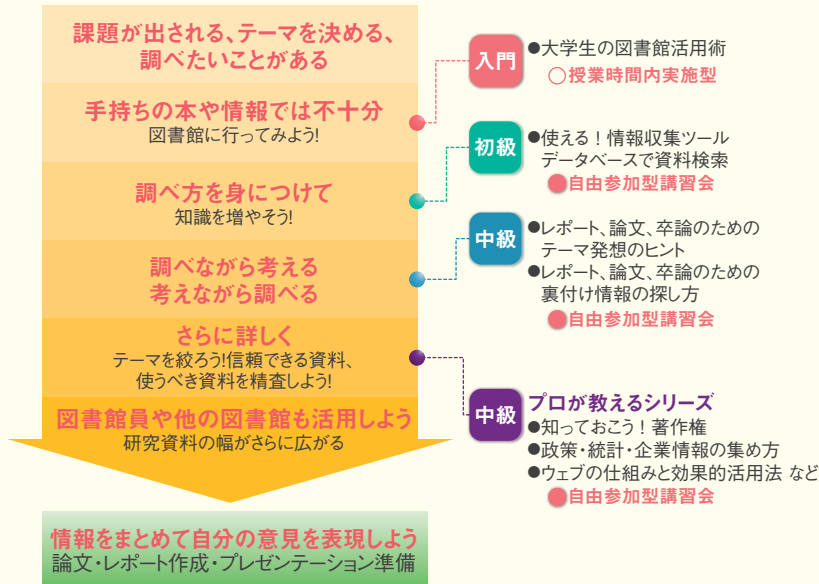 課題が出される、テーマを決める、
調べたいことがある
手持ちの本や情報では不十分
図書館に行ってみよう!
調べ方を身につけて
知識を増やそう!
調べながら考える
考えながら調べる
さらに詳しく
テーマを絞ろう!信頼できる資料、
使うべき資料を精査しよう!
図書館員や他の図書館も活用しよう
研究資料の幅がさらに広がる
情報をまとめて自分の意見を表現しよう
論文・レポート作成・プレゼンテーション準備
入門
●大学生の図書館活用術
○授業時間内実施型
初級
●使える！情報収集ツール
データベースで資料検索
●自由参加型講習会
中級
●レポート、論文、卒論のための
テーマ発想のヒント
●レポート、論文、卒論のための
裏付け情報の探し方
●自由参加型講習会
中級
プロが教えるシリーズ
●知っておこう！著作権
●政策・統計・企業情報の集め方
●ウェブの仕組みと効果的活用法 など
●自由参加型講習会